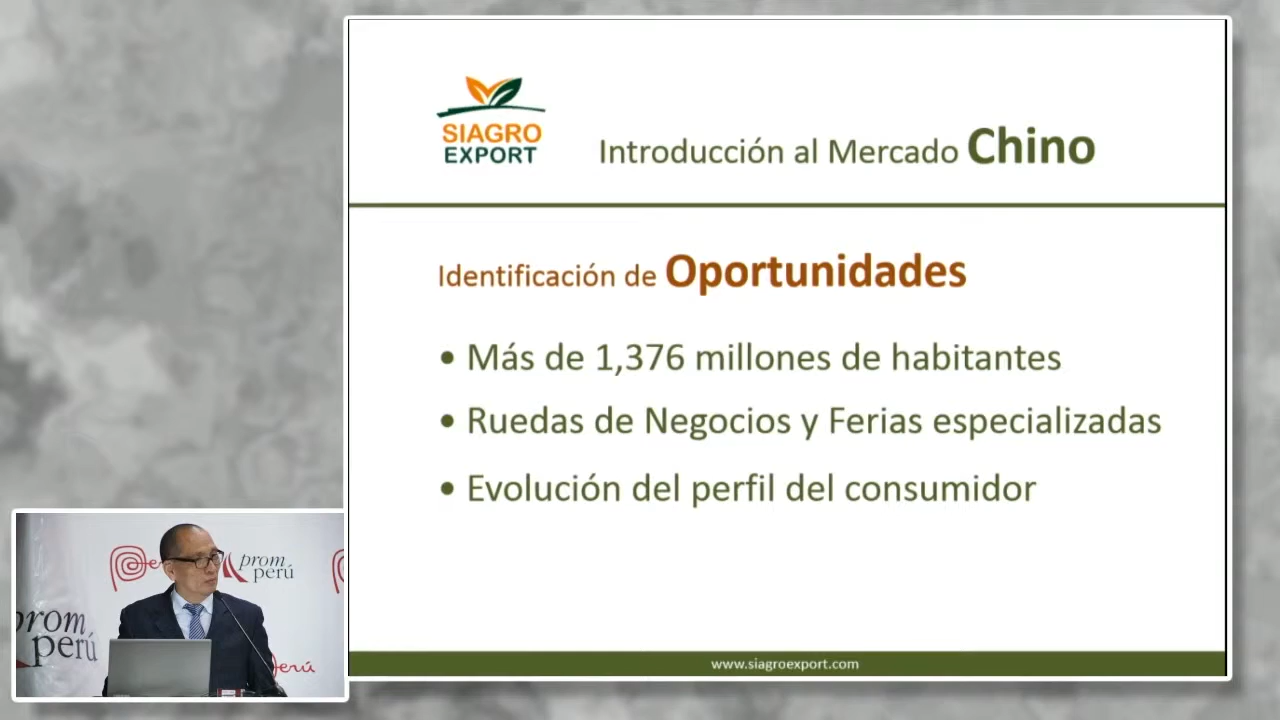 SIAGRO
EXPORT
Introducción al Mercado Chino
Identificación de Oportunidades
• Más de 1,376 millones de habitantes
• Ruedas de Negocios y Ferias especializadas
• Evolución del perfil del consumidor
www.siagroexport.com
prom
perú
prom
perú